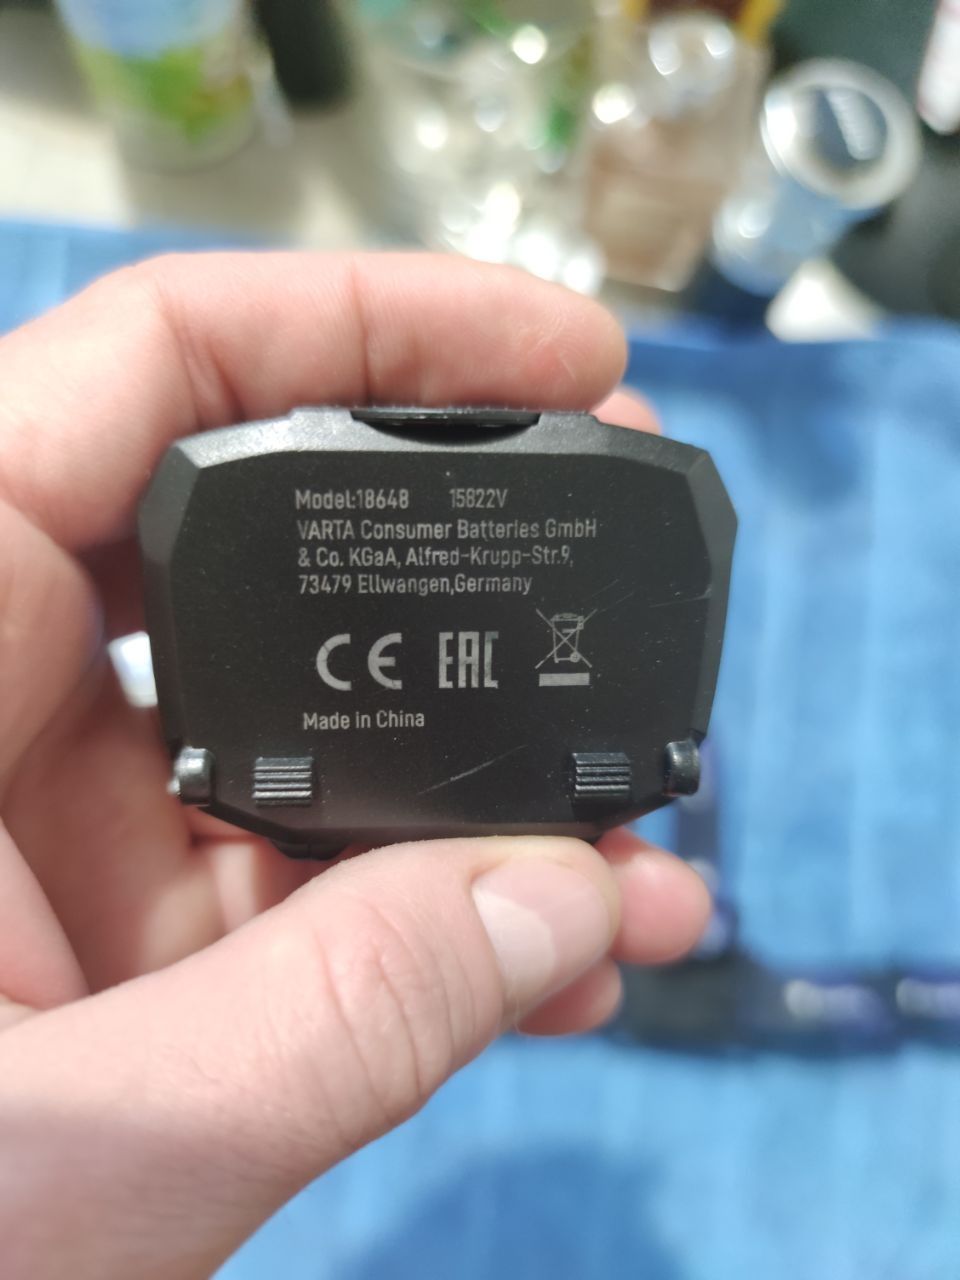 Model:18648 15822V
VARTA Consumer Batteries GmbH
& Co. KGaA, Alfred-Krupp-Str.9,
73479 Ellwangen,Germany
CE EAC
Made in China